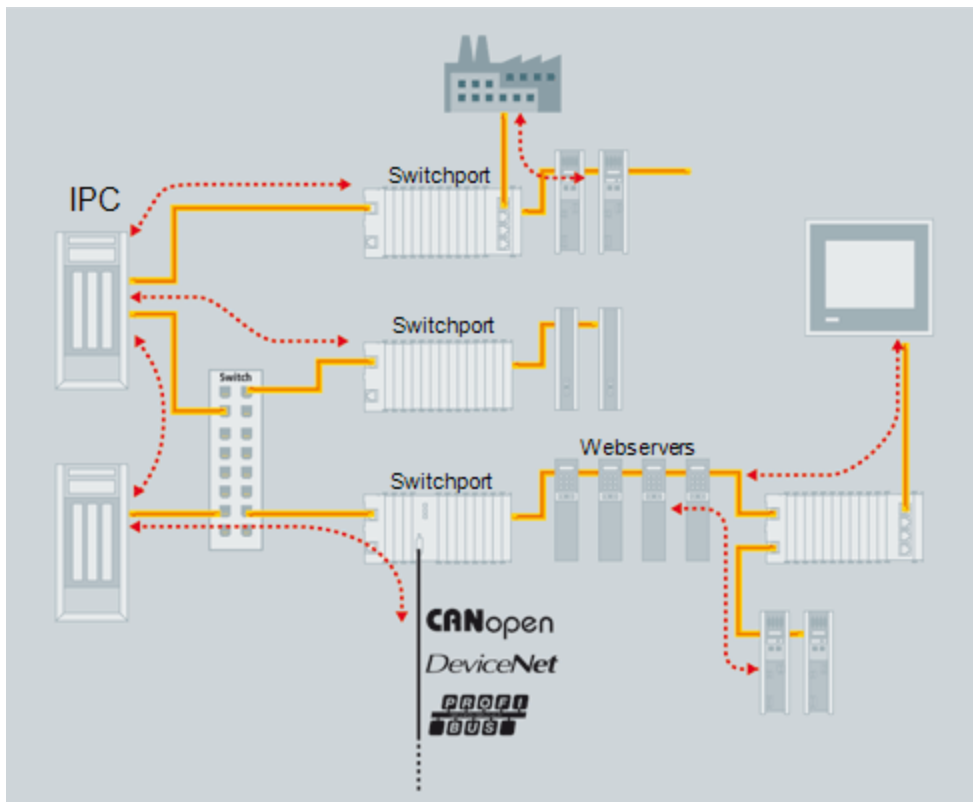 Switchport
IPC
Switchport
Switch
Webservers
Switchport
CANopen
DeviceNet
PROFI
BUS